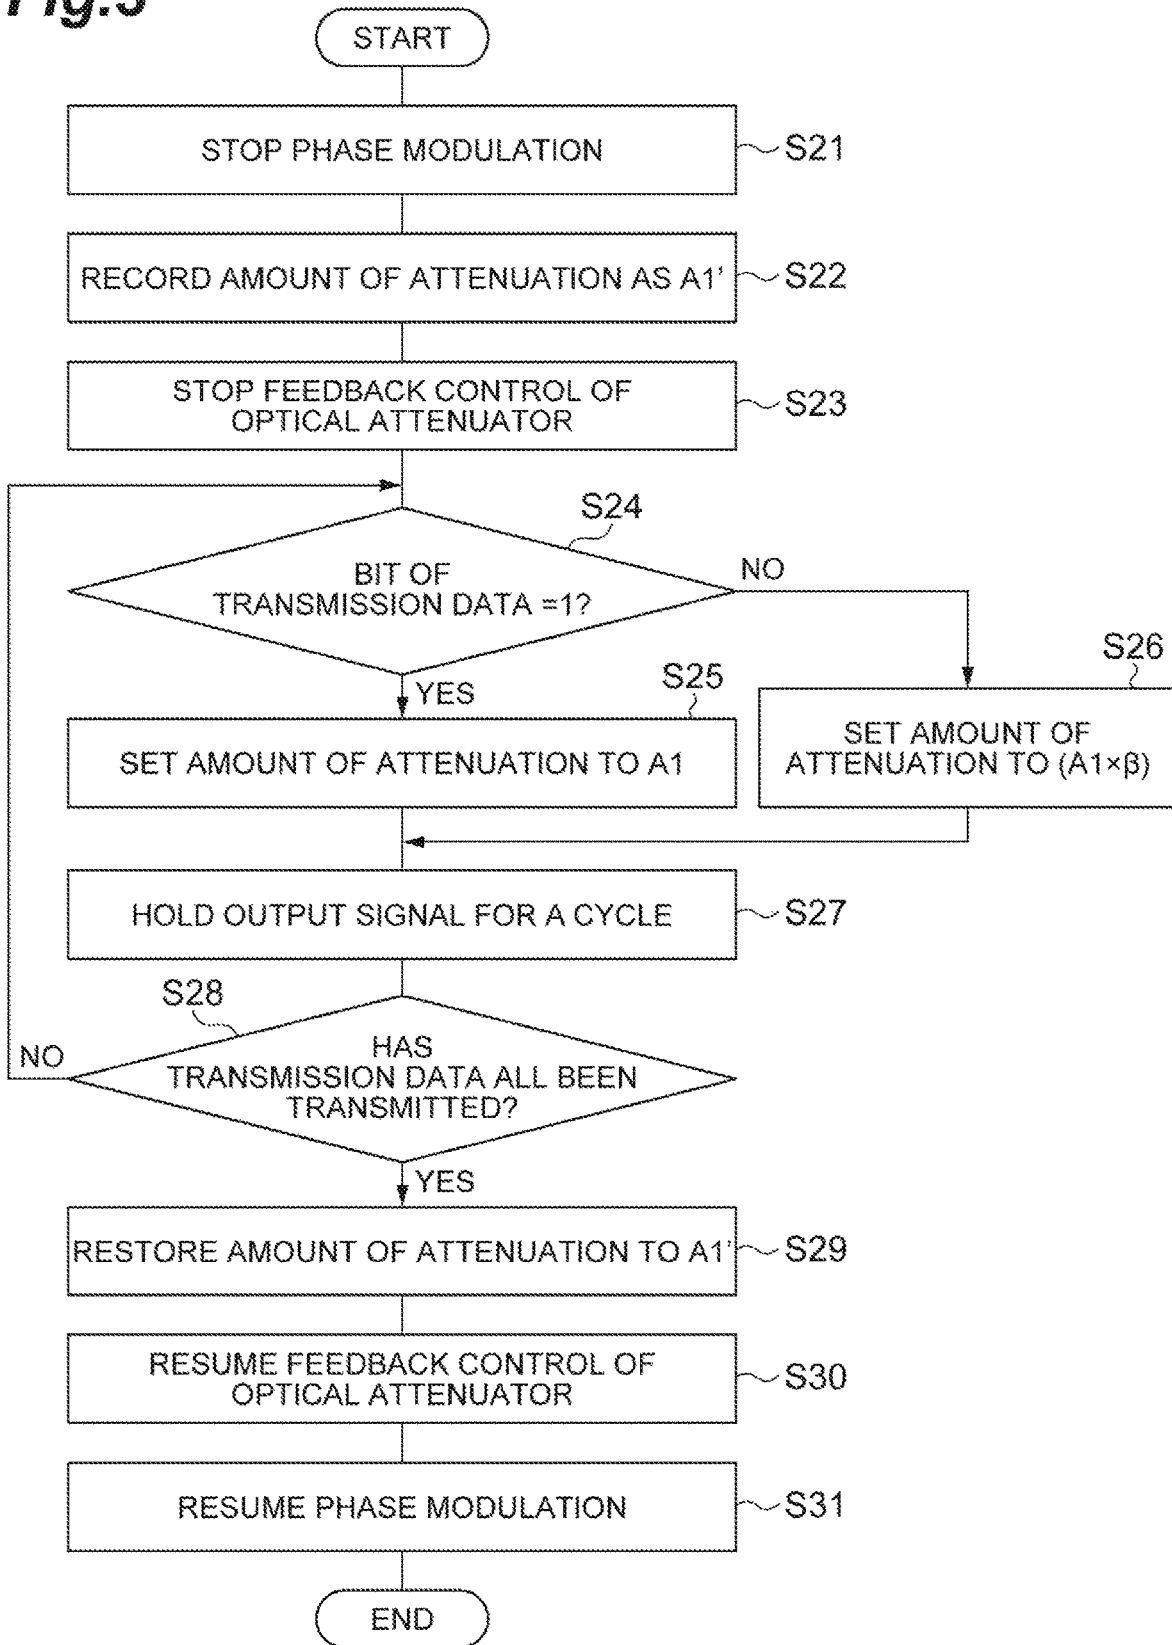 Fig.
START
STOP PHASE MODULATION
S21
RECORD AMOUNT OF ATTENUATION AS A1'
S22
STOP FEEDBACK CONTROL OF
OPTICAL ATTENUATOR
S23
S24
BIT OF
TRANSMISSION DATA =1?
NO
YES
S25
SET AMOUNT OF ATTENUATION TO A1
S26
SET AMOUNT OF
ATTENUATION TO (A1×β)
HOLD OUTPUT SIGNAL FOR A CYCLE
S27
S28
HAS
TRANSMISSION DATA ALL BEEN
TRANSMITTED?
NO
YES
RESTORE AMOUNT OF ATTENUATION TO A1'
S29
RESUME FEEDBACK CONTROL OF
OPTICAL ATTENUATOR
S30
RESUME PHASE MODULATION
S31
END